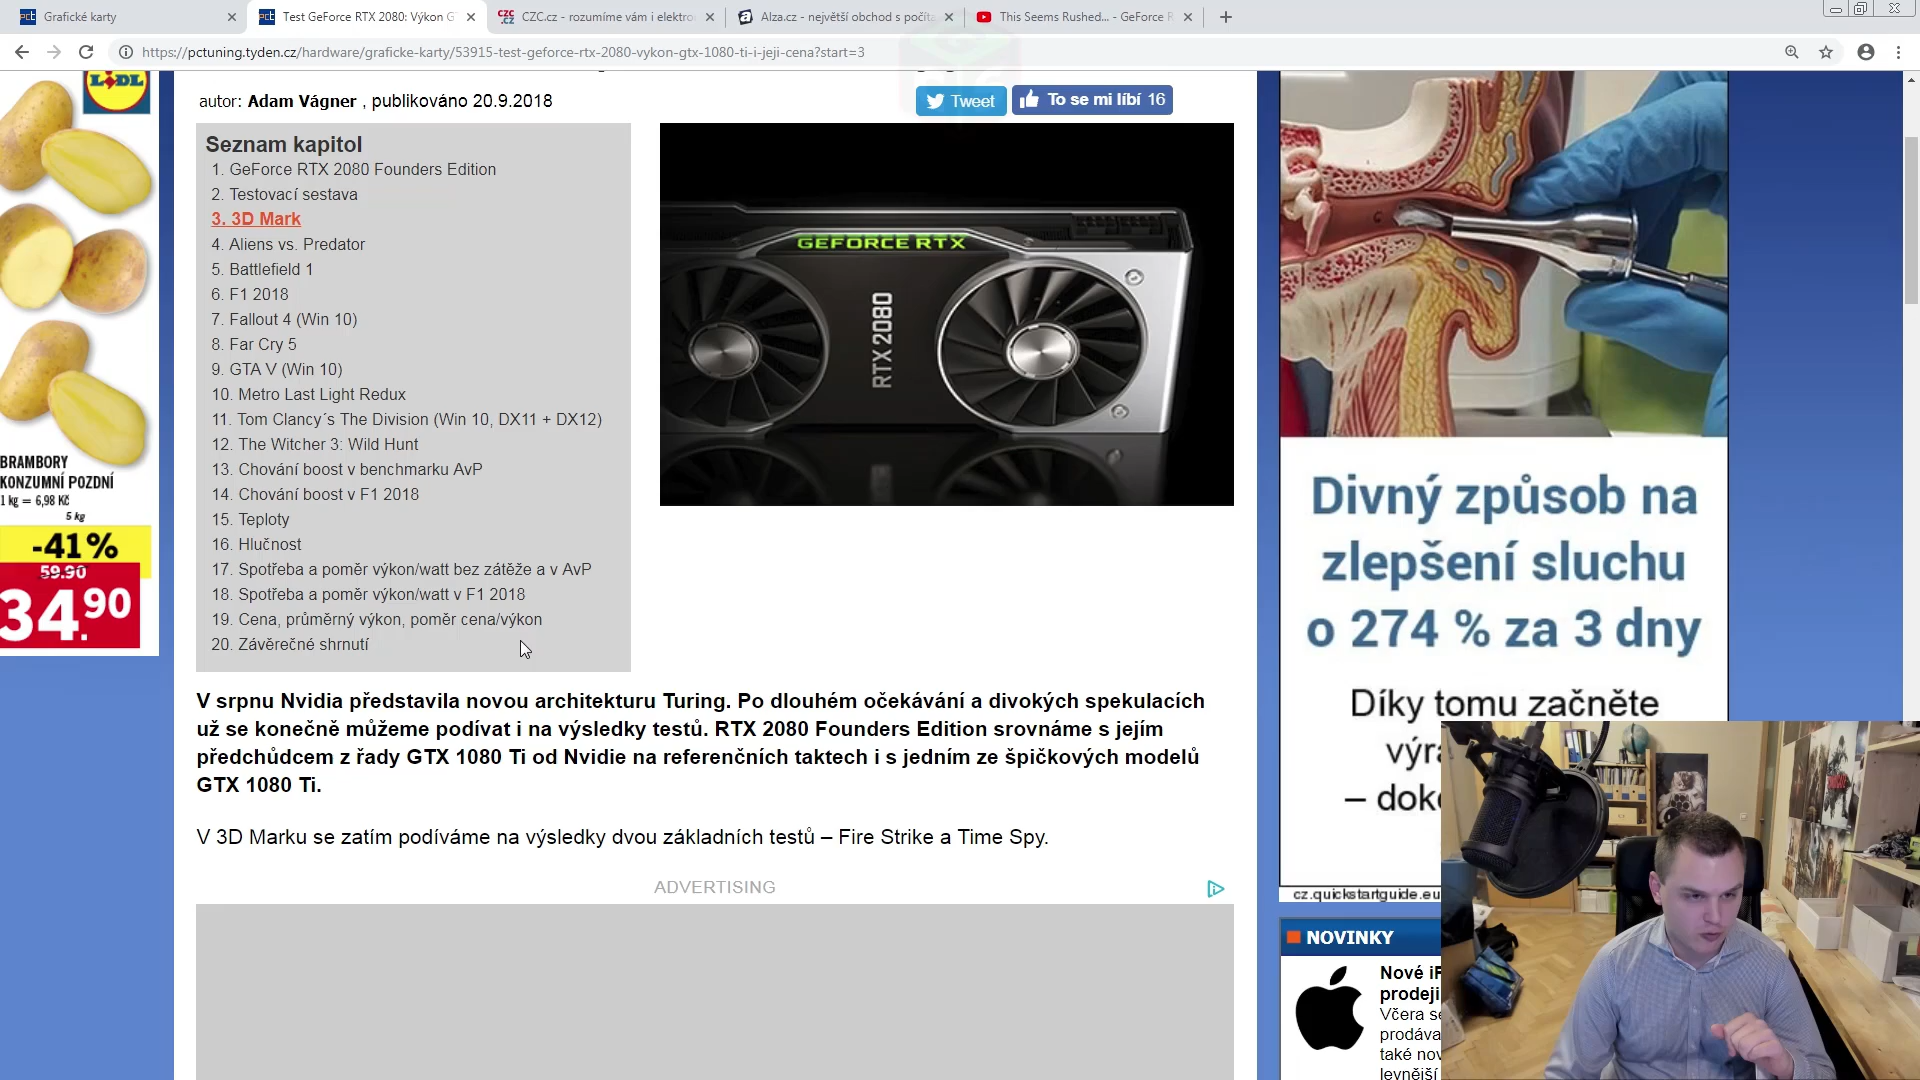 Grafické karty
Test GeForce RTX 2080: Výkon G
CZC.cz - rozumíme vám i elektro
Alza.cz - největší obchod s počíta
This Seems Rushed... - GeForce R
https://pctuning.tyden.cz/hardware/graficke-karty/53915-test-geforce-rtx-2080-vykon-gtx-1080-ti-i-jeji-cena?start=3
LIDL
BRAMBORY
KONZUMNÍ POZDNÍ
1 kg = 6,98 Kč
5 kg
-41%
59.90
34.90
autor: Adam Vágner , publikováno 20.9.2018
Tweet
To se mi líbí 16
Seznam kapitol
1. GeForce RTX 2080 Founders Edition
2. Testovací sestava
3. 3D Mark
4. Aliens vs. Predator
5. Battlefield 1
6. F1 2018
7. Fallout 4 (Win 10)
8. Far Cry 5
9. GTA V (Win 10)
10. Metro Last Light Redux
11. Tom Clancy´s The Division (Win 10, DX11 + DX12)
12. The Witcher 3: Wild Hunt
13. Chování boost v benchmarku AvP
14. Chování boost v F1 2018
15. Teploty
16. Hlučnost
17. Spotřeba a poměr výkon/watt bez zátěže a v AvP
18. Spotřeba a poměr výkon/watt v F1 2018
19. Cena, průměrný výkon, poměr cena/výkon
20. Závěrečné shrnutí
GEFORCE RTX
RTX 2080
V srpnu Nvidia představila novou architekturu Turing. Po dlouhém očekávání a divokých spekulacích
už se konečně můžeme podívat i na výsledky testů. RTX 2080 Founders Edition srovnáme s jejím
předchůdcem z řady GTX 1080 Ti od Nvidie na referenčních taktech i s jedním ze špičkových modelů
GTX 1080 Ti.
V 3D Marku se zatím podíváme na výsledky dvou základních testů – Fire Strike a Time Spy.
ADVERTISING
Divný způsob na
zlepšení sluchu
o 274 % za 3 dny
Díky tomu začněte
– 
cz.quickstartguide.eu
NOVINKY
Nové
prodeji
Včera
prodáva
také nov
levnější